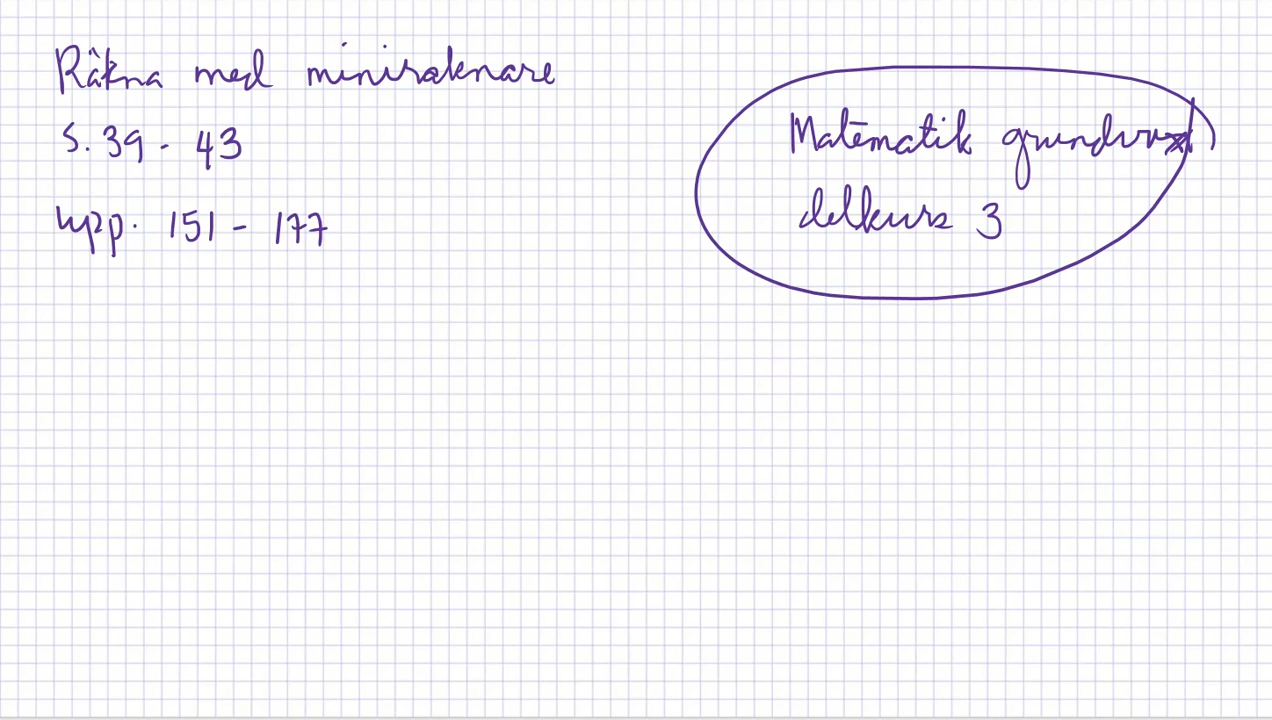 Räkna med miniräknare
s. 39 - 43
upp. 151 - 177
Matematik grundvux
delkurs 3